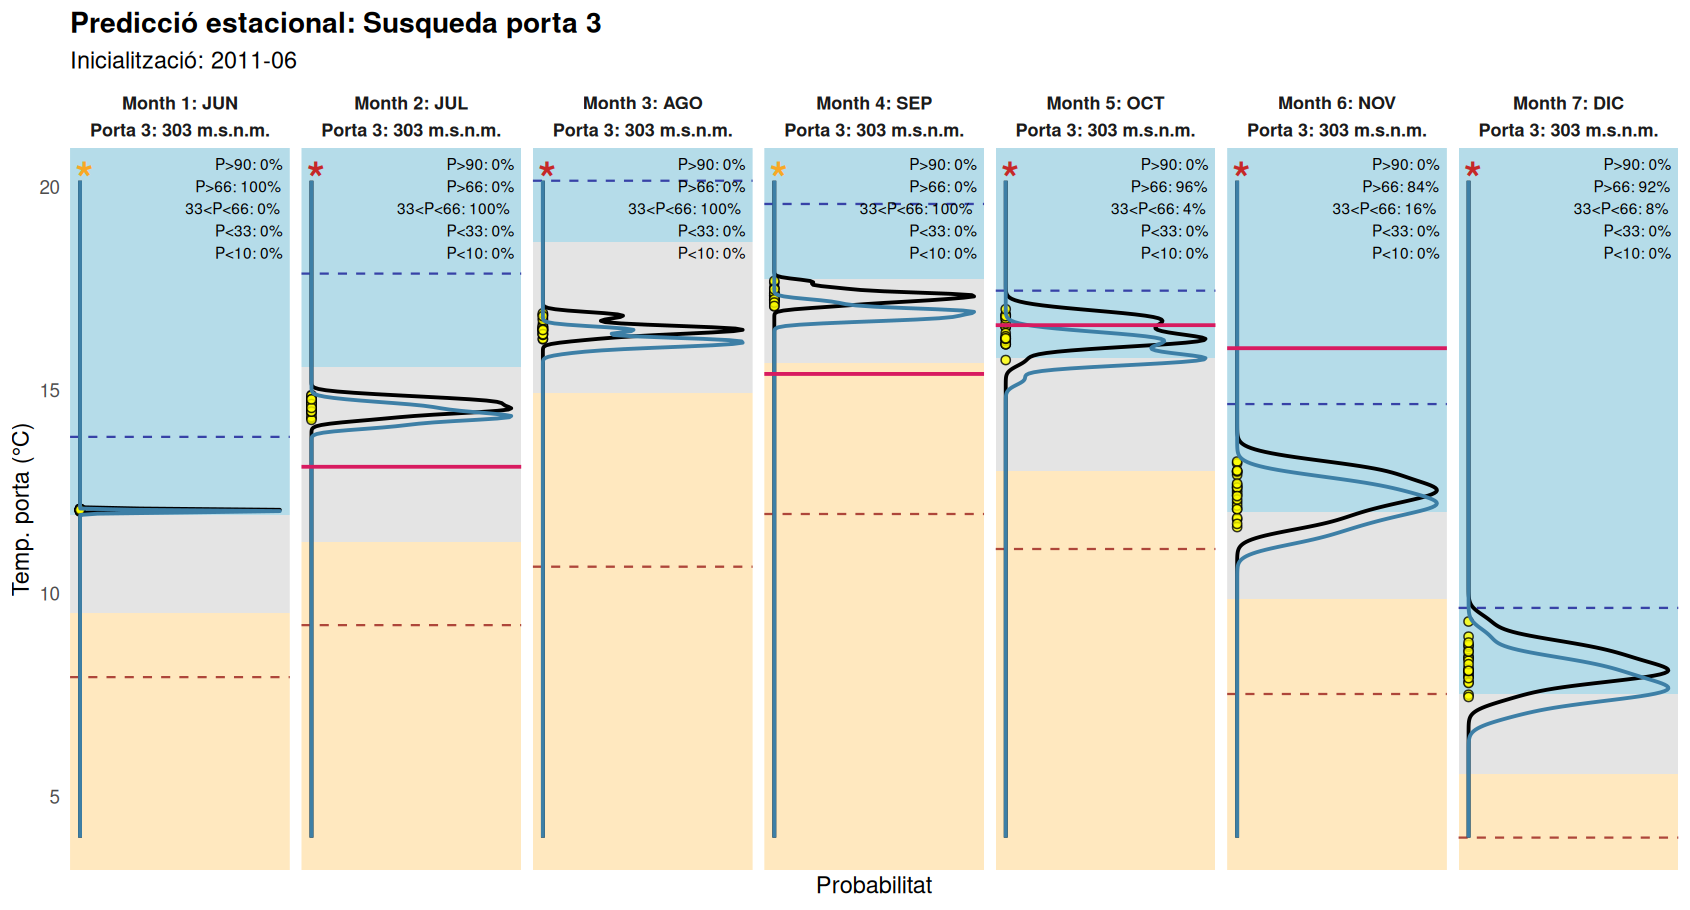 Predicció estacional: Susqueda porta 3
Inicialització: 2011-06
Month 1: JUN
Porta 3: 303 m.s.n.m.
Month 2: JUL
Porta 3: 303 m.s.n.m.
Month 3: AGO
Porta 3: 303 m.s.n.m.
Month 4: SEP
Porta 3: 303 m.s.n.m.
Month 5: OCT
Porta 3: 303 m.s.n.m.
Month 6: NOV
Porta 3: 303 m.s.n.m.
Month 7: DIC
Porta 3: 303 m.s.n.m.
*
P>90: 0%
P>66: 100%
33<P<66: 0%
P<33: 0%
P<10: 0%
*
P>90: 0%
P>66: 0%
33<P<66: 100%
P<33: 0%
P<10: 0%
*
P>90: 0%
P>66: 0%
33<P<66: 100%
P<33: 0%
P<10: 0%
*
P>90: 0%
P>66: 0%
33<P<66: 100%
P<33: 0%
P<10: 0%
*
P>90: 0%
P>66: 96%
33<P<66: 4%
P<33: 0%
P<10: 0%
*
P>90: 0%
P>66: 84%
33<P<66: 16%
P<33: 0%
P<10: 0%
*
P>90: 0%
P>66: 92%
33<P<66: 8%
P<33: 0%
P<10: 0%
20
15
10
5
Temp. porta (°C)
Probabilitat